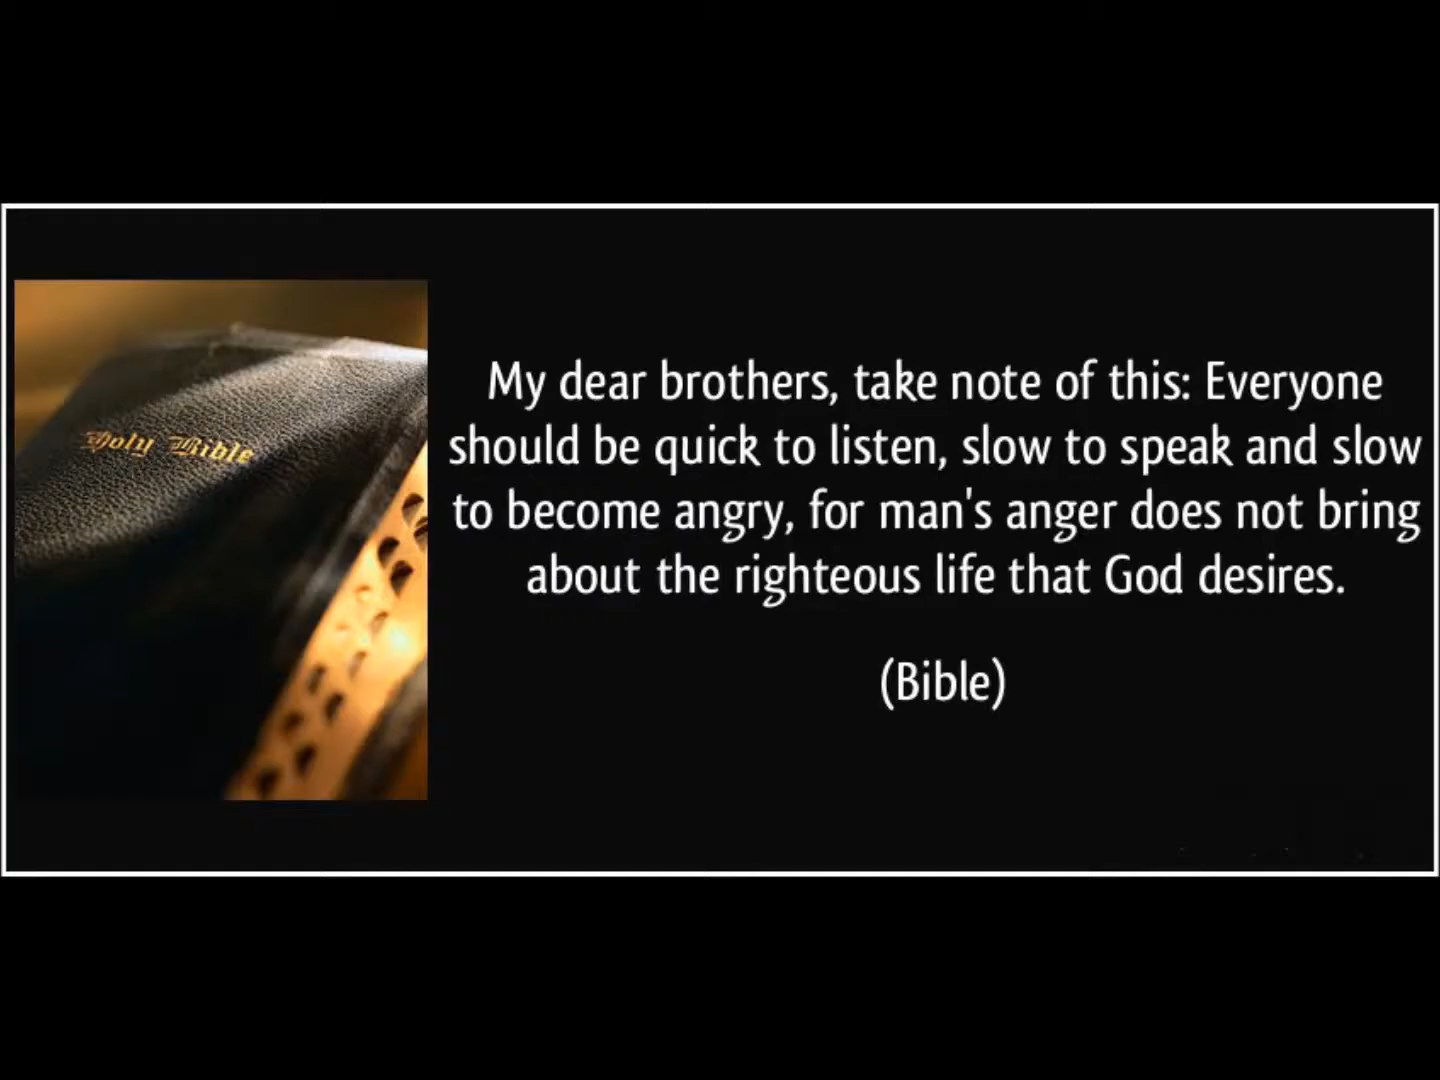 Holy Bible
My dear brothers, take note of this: Everyone
should be quick to listen, slow to speak and slow
to become angry, for man's anger does not bring
about the righteous life that God desires.
(Bible)